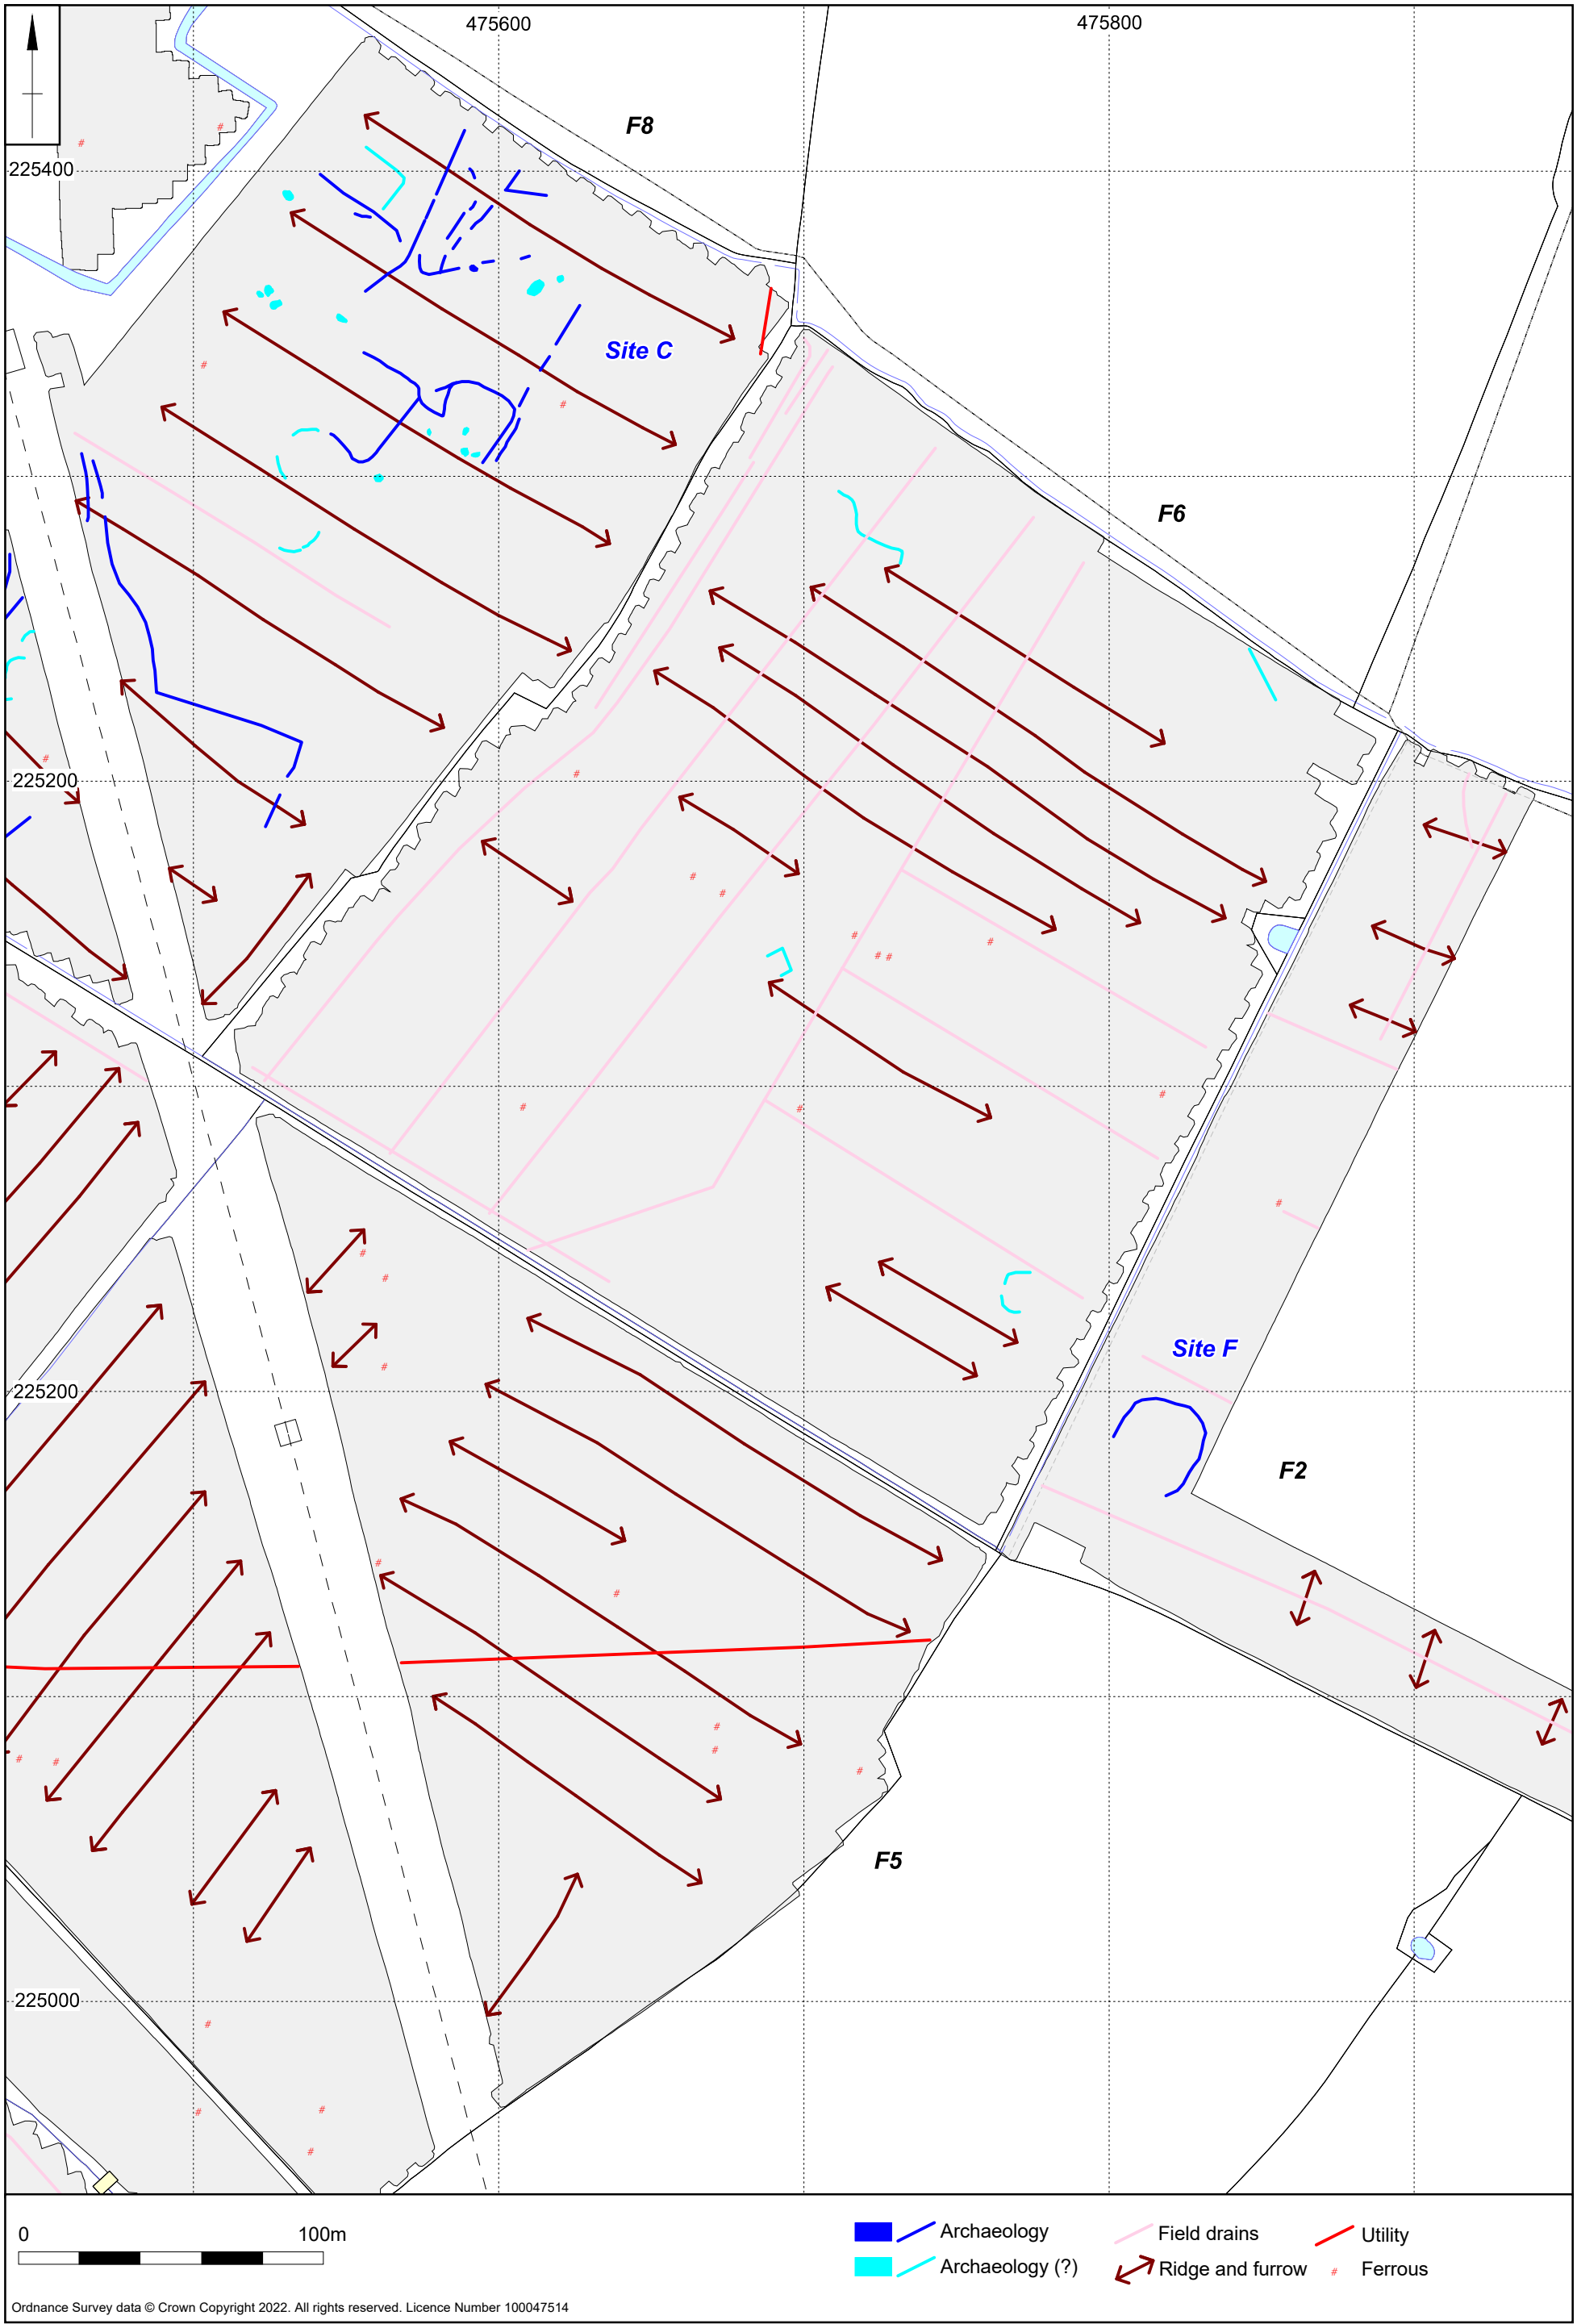 475600
475800
F8
225400
Site C
F6
225200
Site F
225200
F2
F5
225000
0 100m
Archaeology
Archaeology (?)
Field drains
Ridge and furrow
Utility
# Ferrous
Ordnance Survey data © Crown Copyright 2022. All rights reserved. Licence Number 100047514